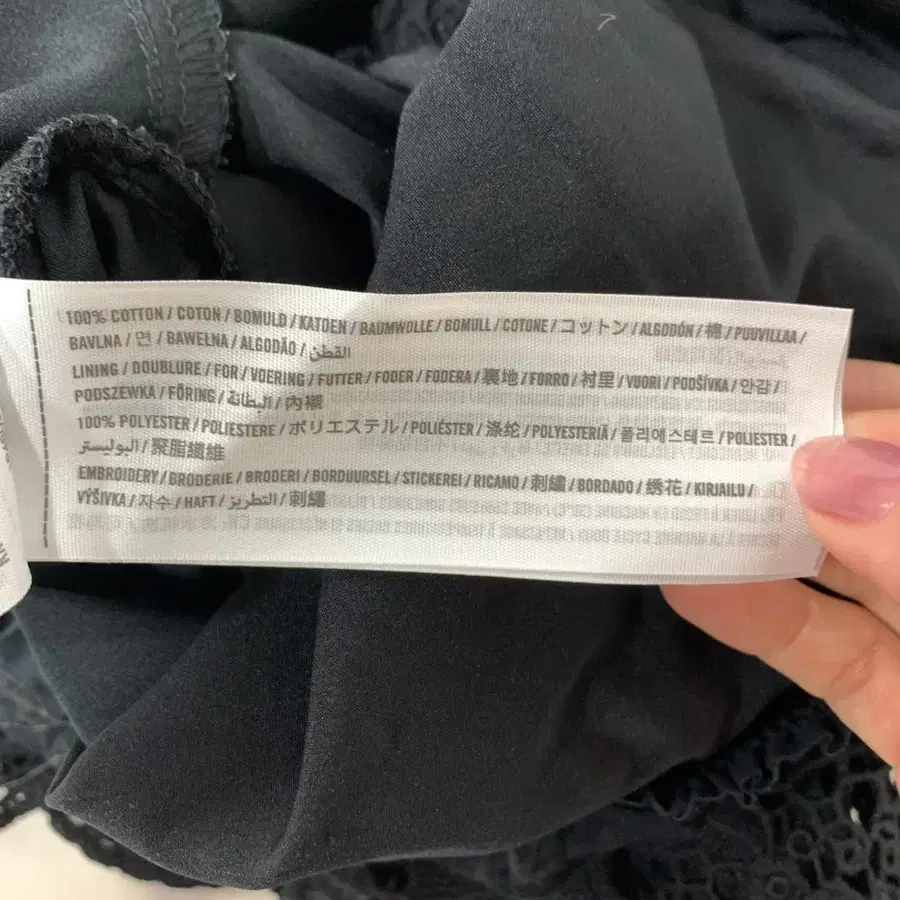 100% COTTON / COTON / BOMULD / KATOEN / BAUMWOLLE / BOMULL / COTONE / コットン / ALGODÓN / 棉 / PUUVILLAA /
BAVLNA / 면 / BAWEŁNA / ALGODÃO / القطن
LINING / DOUBLURE / FOR / VOERING / FUTTER / FODER / FODERA / 裏地 / FORRO / 衬里 / VUORI / PODŠÍVKA / 안감 /
PODSZEWKA / FÔRING / البطانة / 內襯
100% POLYESTER / POLIESTERE / ポリエステル / POLIÉSTER / 涤纶 / POLYESTERIÄ / 폴리에스테르 / POLIESTER /
البوليستر / 聚脂纖維
EMBROIDERY / BRODERIE / BRODERI / BORDUURSEL / STICKEREI / RICAMO / 刺繍 / BORDADO / 绣花 / KIRJAILU /
VÝŠIVKA / 자수 / HAFT / التطريز / 刺繡